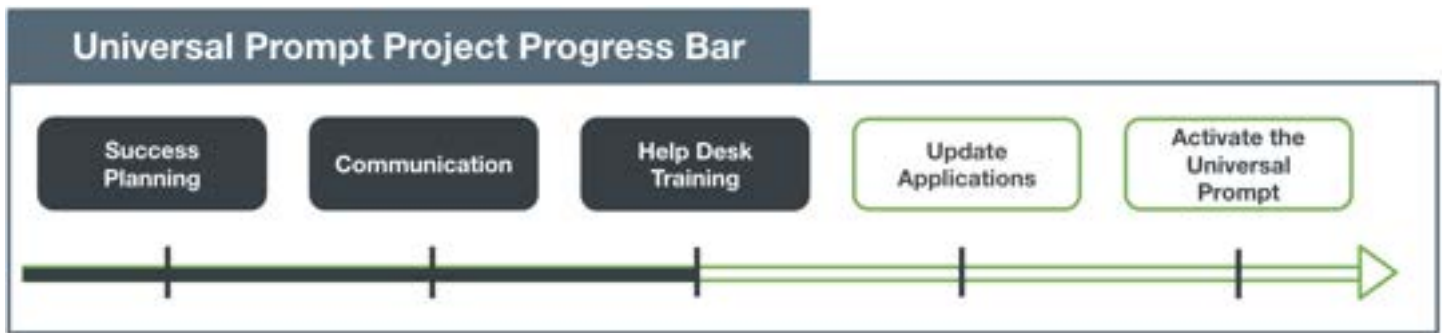 Universal Prompt Project Progress Bar
Success
Planning
Communication
Help Desk
Training
Update
Applications
Activate the
Universal
Prompt